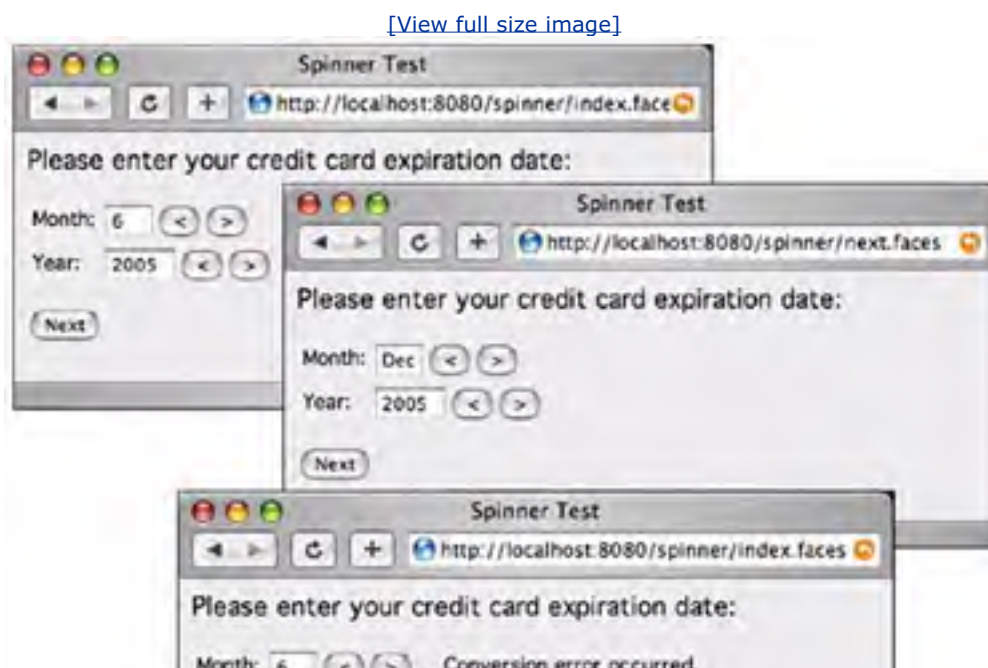 [View full size image]
Spinner Test
http://localhost:8080/spinner/index.face
Please enter your credit card expiration date:
Month: 6 < >
Year: 2005 < >
Next
Spinner Test
http://localhost:8080/spinner/next.faces
Please enter your credit card expiration date:
Month: Dec < >
Year: 2005 < >
Next
Spinner Test
http://localhost:8080/spinner/index.faces
Please enter your credit card expiration date:
Month: 6 < > Conversion error occurred